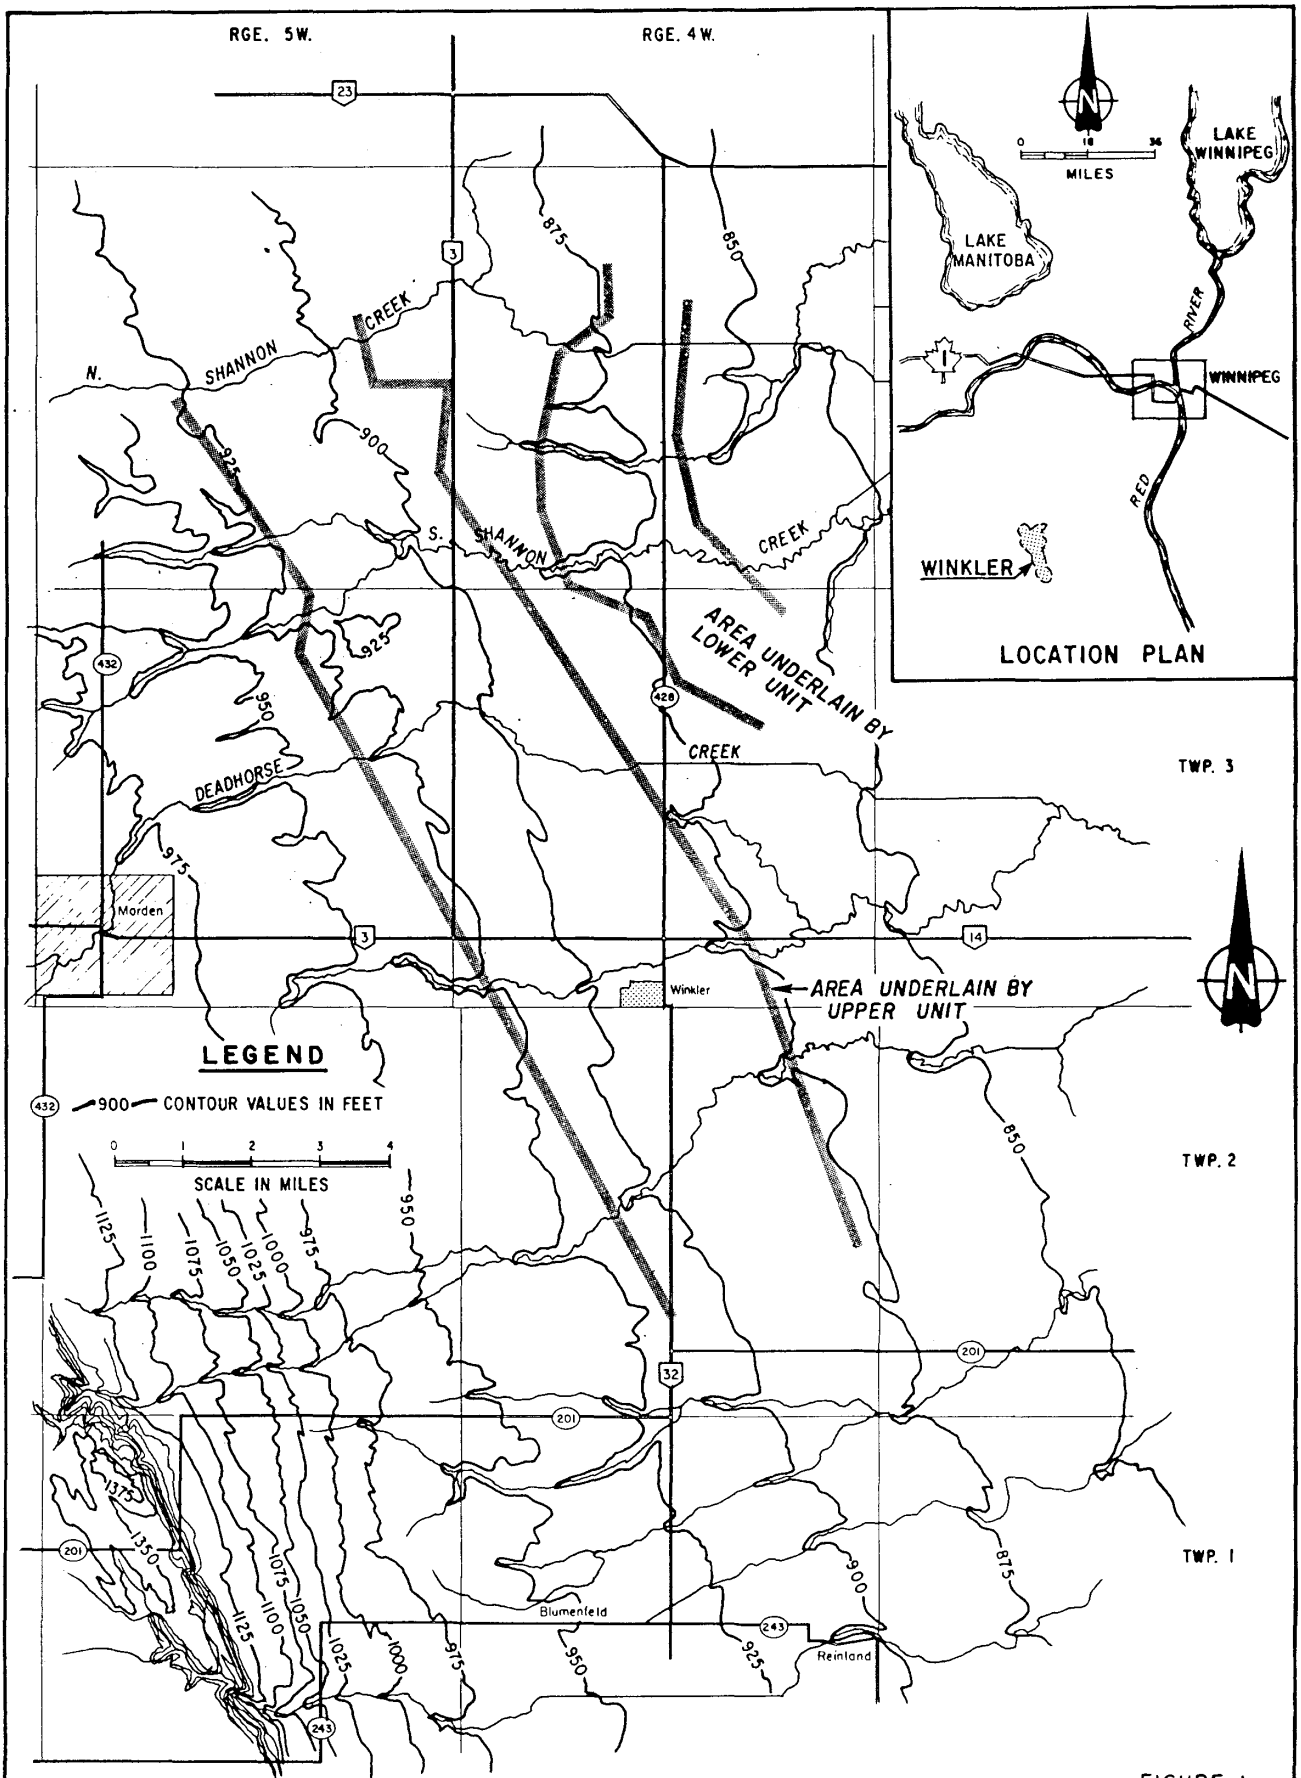 RGE. 5W.
RGE. 4W.
23
3
875
850
N. SHANNON CREEK
925
900
S. SHANNON CREEK
432
925
950
428
AREA UNDERLAIN BY
LOWER UNIT
DEADHORSE CREEK
975
Morden
3
14
Winkler
AREA UNDERLAIN BY
UPPER UNIT
TWP. 3
N
LEGEND
432
900 CONTOUR VALUES IN FEET
0 1 2 3 4
SCALE IN MILES
850
TWP. 2
1125
1100
1075
1050
1025
1000
975
950
201
32
201
1375
1350
201
1075
1100
1125
1050
1025
1000
975
950
925
900
875
TWP. 1
Blumenfeld
243
Reinland
243
N
0 18 36
MILES
LAKE
WINNIPEG
LAKE
MANITOBA
RIVER
1
WINNIPEG
RED
WINKLER
LOCATION PLAN